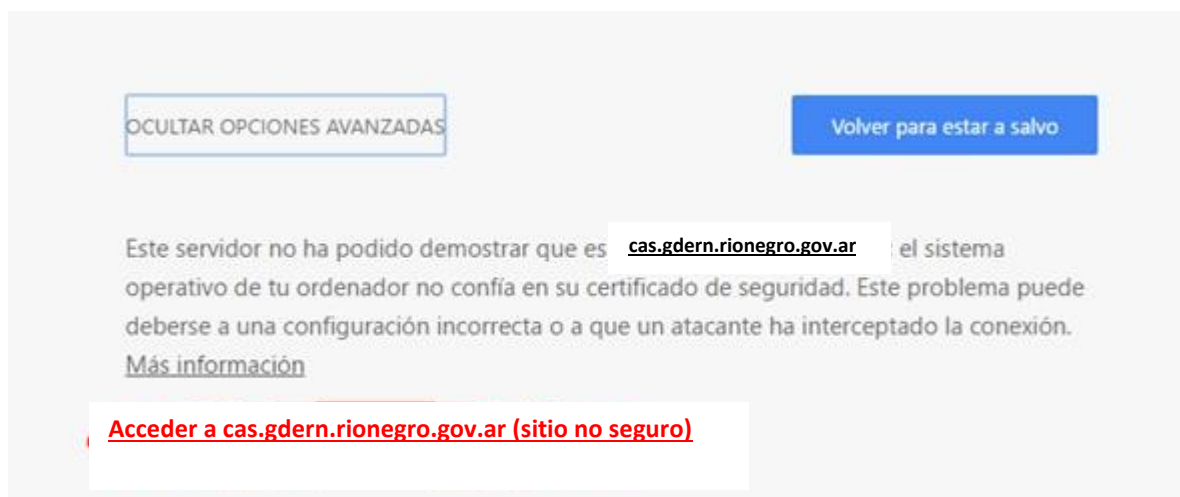 OCULTAR OPCIONES AVANZADAS
Volver para estar a salvo
Este servidor no ha podido demostrar que es cas.gdern.rionegro.gov.ar el sistema
operativo de tu ordenador no confía en su certificado de seguridad. Este problema puede
deberse a una configuración incorrecta o a que un atacante ha interceptado la conexión.
Más información
Acceder a cas.gdern.rionegro.gov.ar (sitio no seguro)